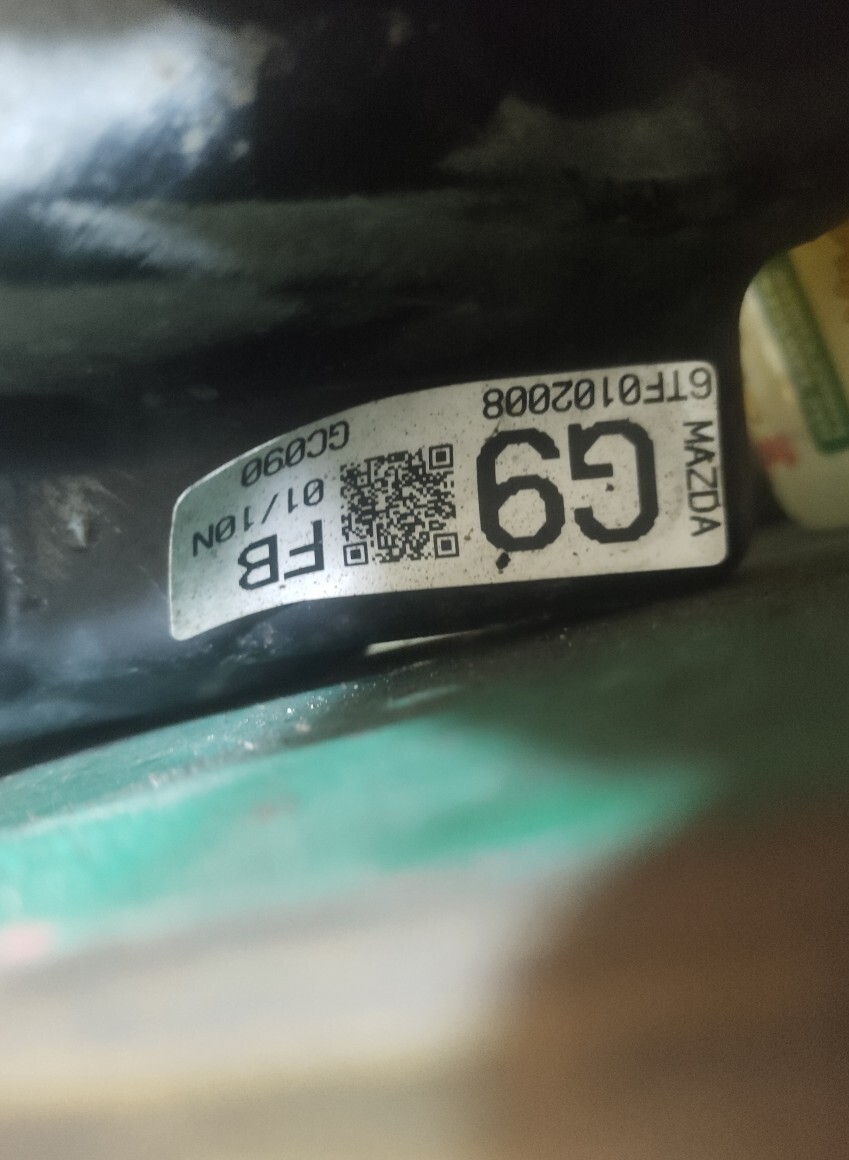 MAZDA
G9
6TF0102008
FB
01/10N
GC090